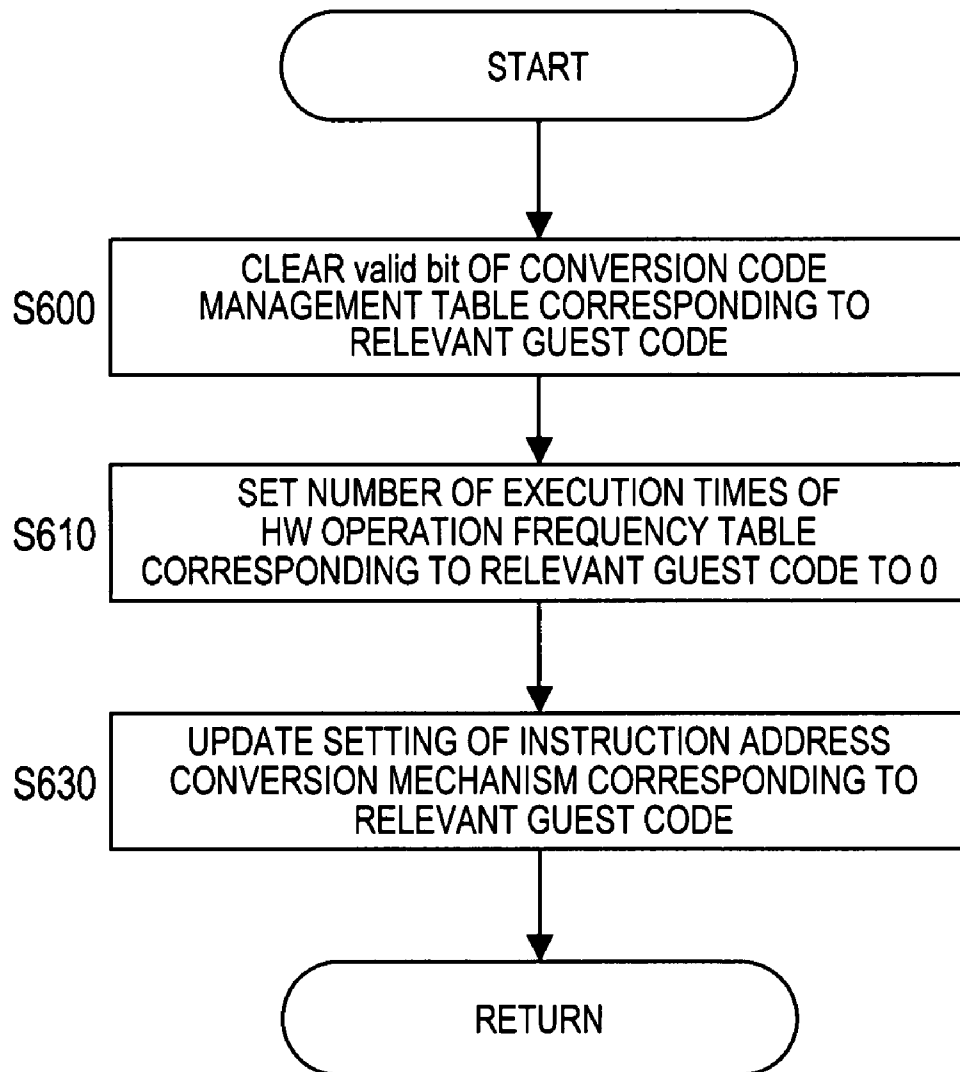 START
S600
CLEAR valid bit OF CONVERSION CODE
MANAGEMENT TABLE CORRESPONDING TO
RELEVANT GUEST CODE
S610
SET NUMBER OF EXECUTION TIMES OF
HW OPERATION FREQUENCY TABLE
CORRESPONDING TO RELEVANT GUEST CODE TO 0
S630
UPDATE SETTING OF INSTRUCTION ADDRESS
CONVERSION MECHANISM CORRESPONDING TO
RELEVANT GUEST CODE
RETURN